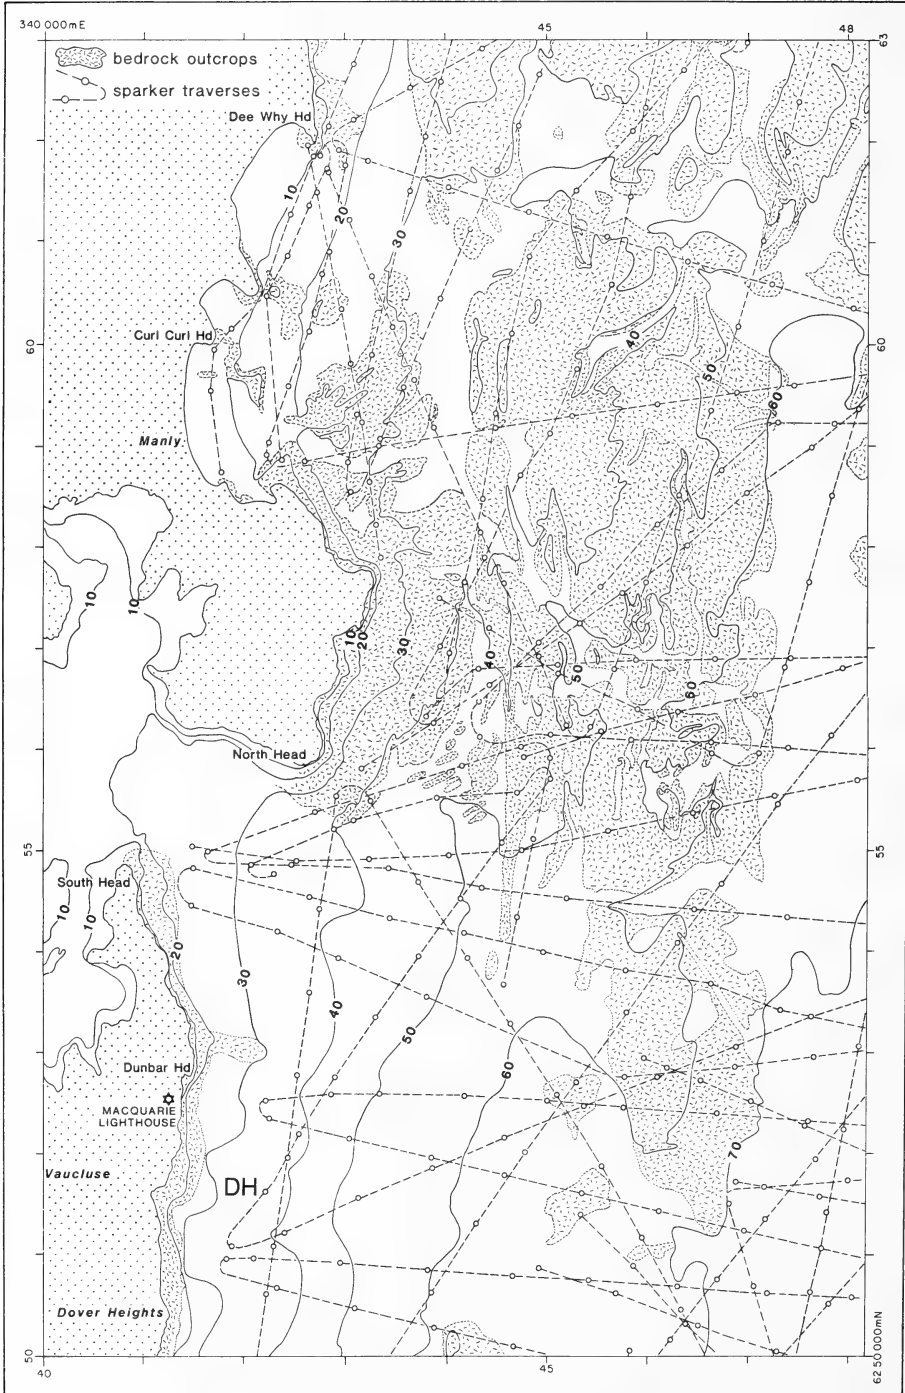 340 000mE
45
48
63
bedrock outcrops
sparker traverses
Dee Why Hd
10
20
30
Curl Curl Hd
60
40
50
60
60
Manly
10
10
10
20
30
40
50
60
North Head
55
55
South Head
10
10
20
30
40
50
60
Dunbar Hd
MACQUARIE
LIGHTHOUSE
70
Vaucluse
DH
Dover Heights
50
6250 000mN
40
45